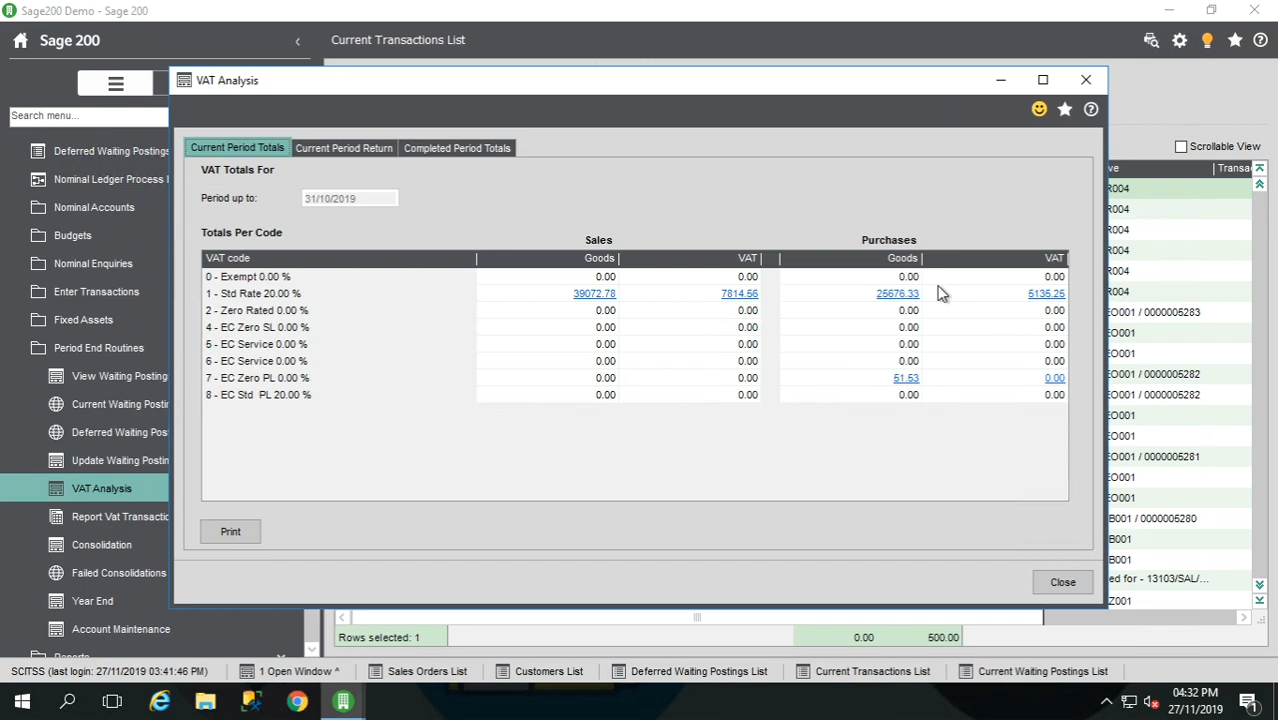 Sage200 Demo - Sage 200
Sage 200
Current Transactions List
VAT Analysis
Search menu...
Scrollable View
Current Period Totals
Current Period Return
Completed Period Totals
Deferred Waiting Postings
Nominal Ledger Process
Nominal Accounts
Budgets
Nominal Enquiries
Enter Transactions
Fixed Assets
Period End Routines
View Waiting Posting
Current Waiting Postin
Deferred Waiting Pos
Update Waiting Postin
VAT Analysis
Report Vat Transactic
Consolidation
Failed Consolidations
Year End
Account Maintenance
VAT Totals For
Period up to: 31/10/2019
Totals Per Code
Sales Purchases
VAT code Goods VAT Goods VAT
0 - Exempt 0.00 % 0.00 0.00 0.00 0.00
1 - Std Rate 20.00 % 39072.78 7814.56 25676.33 5135.25
2 - Zero Rated 0.00 % 0.00 0.00 0.00 0.00
4 - EC Zero SL 0.00 % 0.00 0.00 0.00 0.00
5 - EC Service 0.00 % 0.00 0.00 0.00 0.00
6 - EC Service 0.00 % 0.00 0.00 0.00 0.00
7 - EC Zero PL 0.00 % 0.00 0.00 51.53 0.00
8 - EC Std PL 20.00 % 0.00 0.00 0.00 0.00
Print
Close
ve Transac
R004
R004
R004
R004
R004
R004
EO001 / 0000005283
EO001
EO001
EO001 / 0000005282
EO001 / 0000005282
EO001
EO001
EO001 / 0000005281
EO001
EO001
B001 / 0000005280
B001
B001
ed for - 13103/SAL/...
Z001
Rows selected: 1 0.00 500.00
SCITSS (last login: 27/11/2019 03:41:46 PM)
1 Open Window ^
Sales Orders List
Customers List
Deferred Waiting Postings List
Current Transactions List
Current Waiting Postings List
04:32 PM
27/11/2019
1